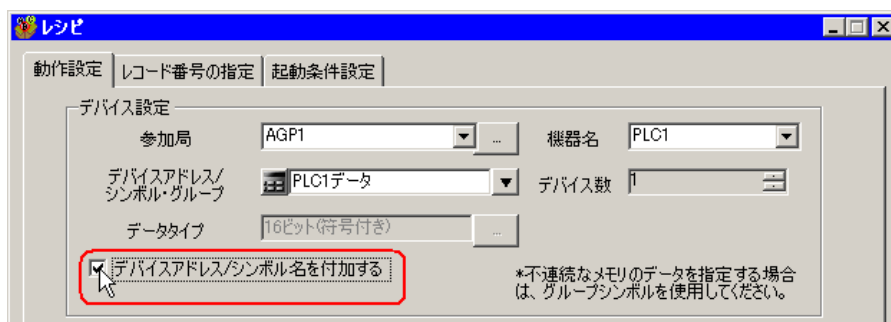 レシピ
動作設定 レコード番号の指定 起動条件設定
デバイス設定
参加局 AGP1 ... 機器名 PLC1
デバイスアドレス/
シンボル・グループ PLC1データ デバイス数 1
データタイプ 16ビット(符号付き) ...
デバイスアドレス/シンボル名を付加する
*不連続なメモリのデータを指定する場合
は、グループシンボルを使用してください。